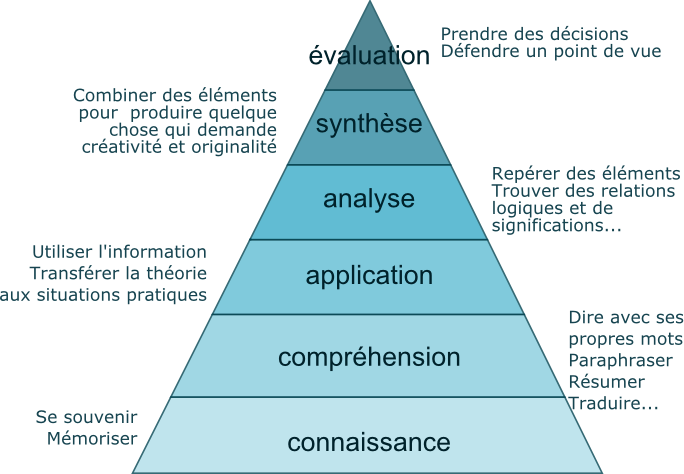 évaluation
Prendre des décisions
Défendre un point de vue
Combiner des éléments
pour produire quelque
chose qui demande
créativité et originalité
synthèse
analyse
Repérer des éléments
Trouver des relations
logiques et de
significations...
Utiliser l'information
Transférer la théorie
aux situations pratiques
application
compréhension
Dire avec ses
propres mots
Paraphraser
Résumer
Traduire...
Se souvenir
Mémoriser
connaissance